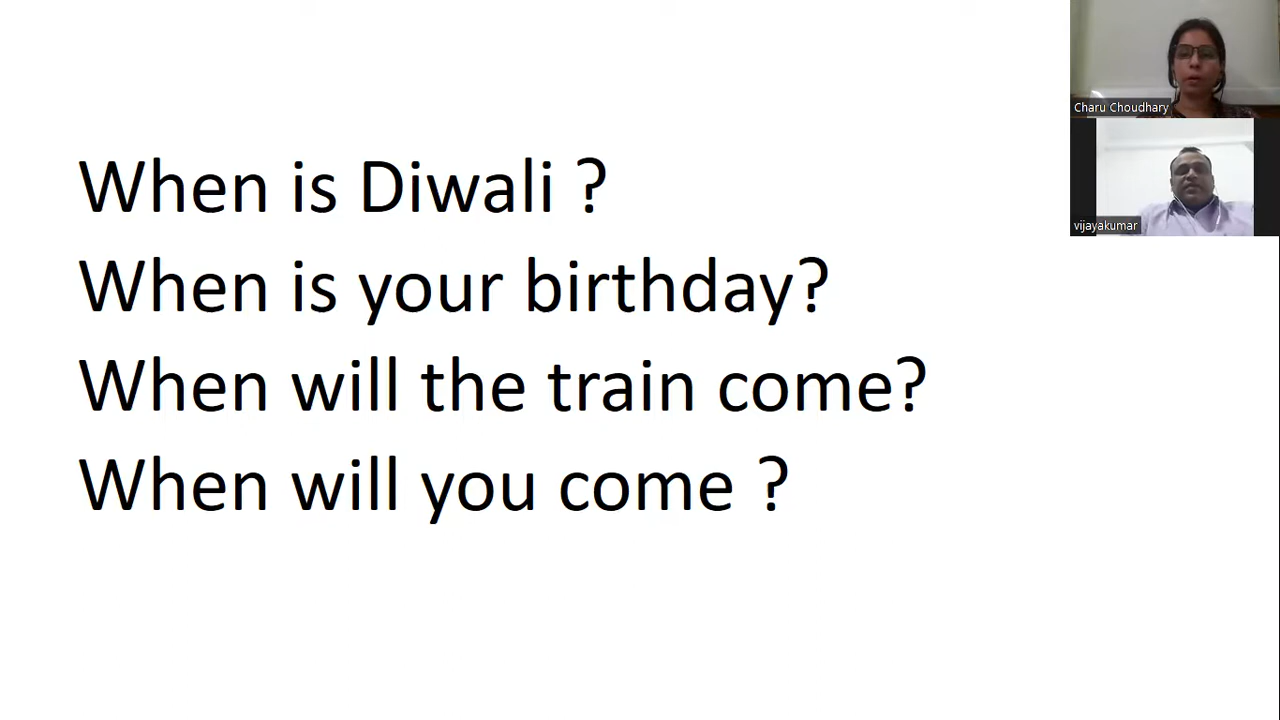 When is Diwali ?
When is your birthday?
When will the train come?
When will you come ?
Charu Choudhary
vijayakumar